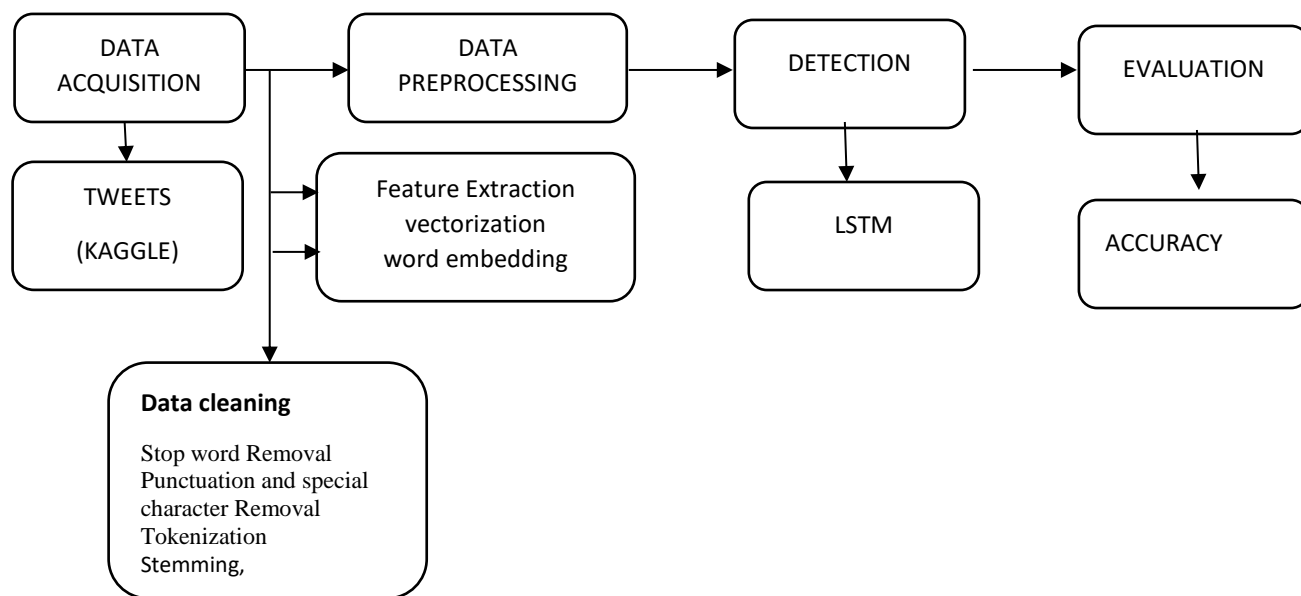 DATA
ACQUISITION
DATA
PREPROCESSING
DETECTION
EVALUATION
TWEETS
(KAGGLE)
Feature Extraction
vectorization
word embedding
LSTM
ACCURACY
Data cleaning
Stop word Removal
Punctuation and special
character Removal
Tokenization
Stemming,